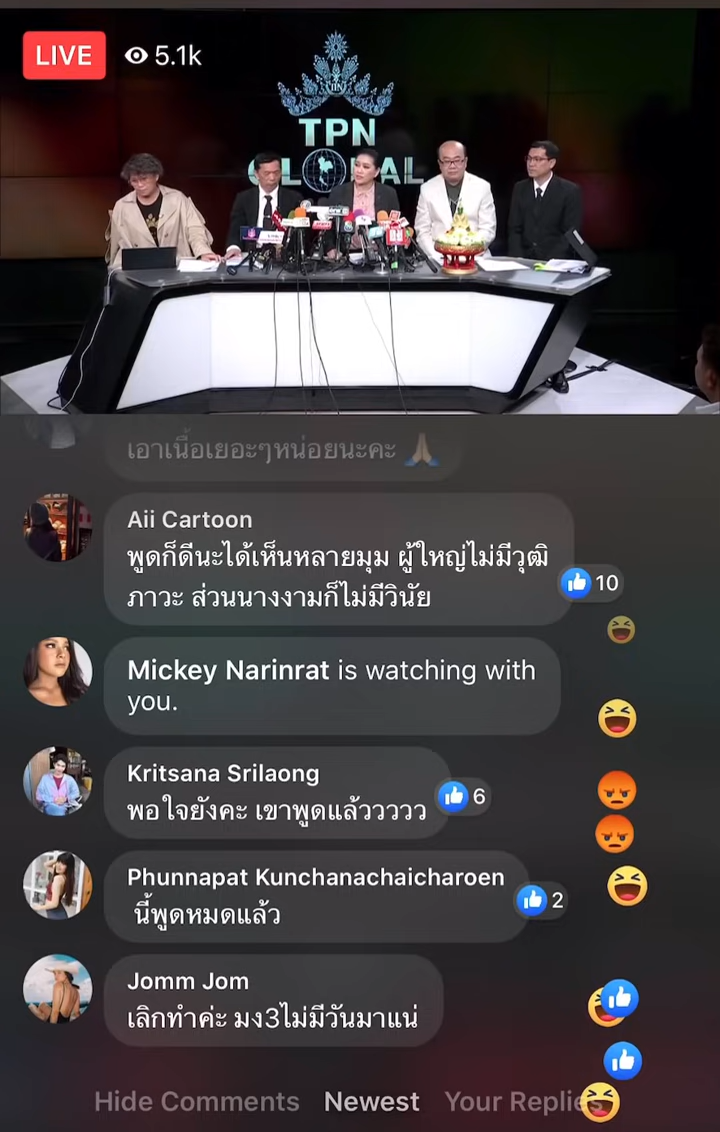 LIVE 5.1k
TPN
GLOBAL
เอาเนื้อเยอะๆหน่อยนะคะ
Aii Cartoon
พูดก็ดีนะได้เห็นหลายมุม ผู้ใหญ่ไม่มีวุฒิ
ภาวะ ส่วนนางงามก็ไม่มีวินัย
10
Mickey Narinrat is watching with
you.
Kritsana Srilaong
พอใจยังคะ เขาพูดแล้ววววว
6
Phunnapat Kunchanachaicharoen
นี้พูดหมดแล้ว
2
Jomm Jom
เลิกทำค่ะ มง3ไม่มีวันมาแน่
Hide Comments Newest Your Replies